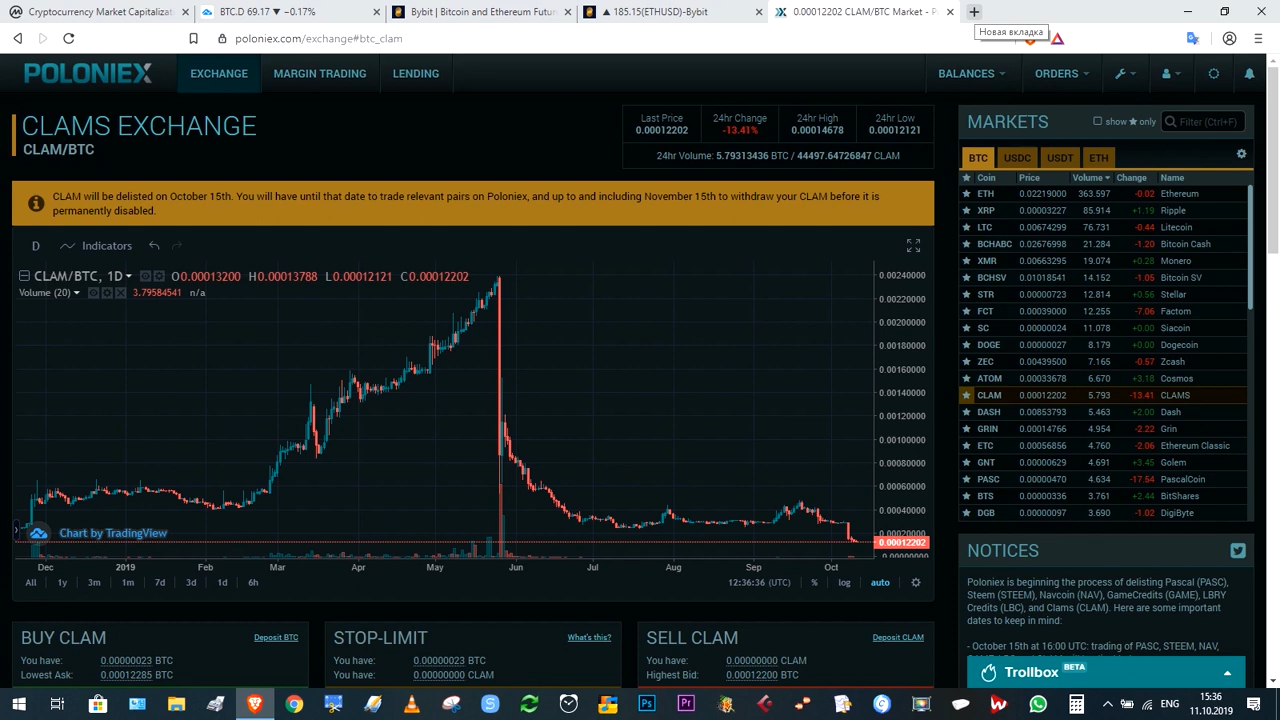 Cryptocurrency Market Capitaliza
BTC.D 69.17 ▼ −0.17%
Bybit | Bitcoin and Ethereum Futur
▲ 185.15(ETHUSD)-Bybit
0.00012202 CLAM/BTC Market - P
Новая вкладка
poloniex.com/exchange#btc_clam
POLONIEX
EXCHANGE
MARGIN TRADING
LENDING
BALANCES
ORDERS
CLAMS EXCHANGE
CLAM/BTC
Last Price
0.00012202
24hr Change
-13.41%
24hr High
0.00014678
24hr Low
0.00012121
24hr Volume: 5.79313436 BTC / 44497.64726847 CLAM
CLAM will be delisted on October 15th. You will have until that date to trade relevant pairs on Poloniex, and up to and including November 15th to withdraw your CLAM before it is
permanently disabled.
D
Indicators
CLAM/BTC, 1D
O0.00013200 H0.00013788 L0.00012121 C0.00012202
Volume (20)
3.79584541 n/a
0.00240000
0.00220000
0.00200000
0.00180000
0.00160000
0.00140000
0.00120000
0.00100000
0.00080000
0.00060000
0.00040000
0.00020000
0.00012202
0.00000000
Chart by TradingView
Dec 2019 Feb Mar Apr May Jun Jul Aug Sep Oct
All 1y 3m 1m 7d 3d 1d 6h
12:36:36 (UTC) % log auto
MARKETS
show ★ only
Filter (Ctrl+F)
BTC USDC USDT ETH
Coin Price Volume Change Name
ETH 0.02219000 363.597 -0.02 Ethereum
XRP 0.00003227 85.914 +1.19 Ripple
LTC 0.00674299 76.731 -0.44 Litecoin
BCHABC 0.02676998 21.284 -1.20 Bitcoin Cash
XMR 0.00663295 19.074 +0.28 Monero
BCHSV 0.01018541 14.152 -1.05 Bitcoin SV
STR 0.00000723 12.814 +0.56 Stellar
FCT 0.00039000 12.255 -7.06 Factom
SC 0.00000024 11.078 +0.00 Siacoin
DOGE 0.00000027 8.179 +0.00 Dogecoin
ZEC 0.00439500 7.165 -0.57 Zcash
ATOM 0.00033678 6.670 +3.18 Cosmos
CLAM 0.00012202 5.793 -13.41 CLAMS
DASH 0.00853793 5.463 +2.00 Dash
GRIN 0.00014766 4.954 -2.22 Grin
ETC 0.00056856 4.760 -2.06 Ethereum Classic
GNT 0.00000629 4.691 +3.45 Golem
PASC 0.00000470 4.634 -17.54 PascalCoin
BTS 0.00000336 3.761 +2.44 BitShares
DGB 0.00000097 3.690 -1.02 DigiByte
NOTICES
Poloniex is beginning the process of delisting Pascal (PASC),
Steem (STEEM), Navcoin (NAV), GameCredits (GAME), LBRY
Credits (LBC), and Clams (CLAM). Here are some important
dates to keep in mind:
- October 15th at 16:00 UTC: trading of PASC, STEEM, NAV,
Trollbox BETA
BUY CLAM
Deposit BTC
You have: 0.00000023 BTC
Lowest Ask: 0.00012285 BTC
STOP-LIMIT
What's this?
You have: 0.00000023 BTC
You have: 0.00000000 CLAM
SELL CLAM
Deposit CLAM
You have: 0.00000000 CLAM
Highest Bid: 0.00012200 BTC
ENG
15:36
11.10.2019